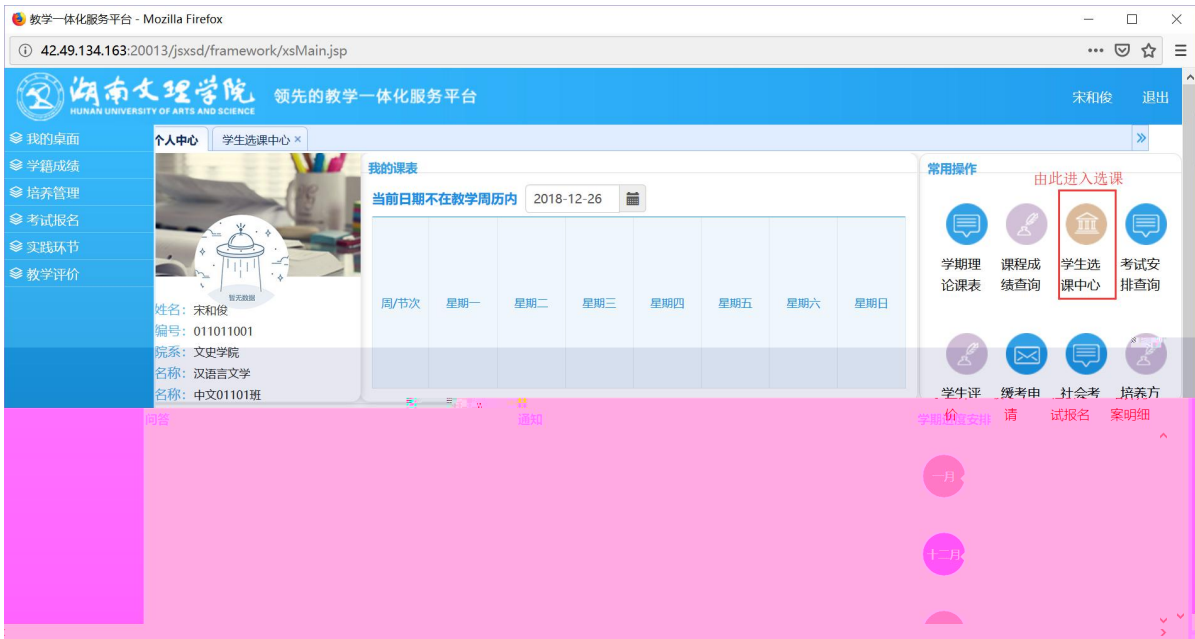 教学一体化服务平台 - Mozilla Firefox
42.49.134.163:20013/jsxsd/framework/xsMain.jsp
湖南文理学院
HUNAN UNIVERSITY OF ARTS AND SCIENCE
领先的教学一体化服务平台
宋和俊
退出
我的桌面
学籍成绩
培养管理
考试报名
实践环节
教学评价
个人中心
学生选课中心 ×
暂无数据
姓名：宋和俊
编号：011011001
院系：文史学院
名称：汉语言文学
名称：中文01101班
我的课表
当前日期不在教学周历内 2018-12-26
周/节次 星期一 星期二 星期三 星期四 星期五 星期六 星期日
常用操作
由此进入选课
学期理论课表
课程成绩查询
学生选课中心
考试安排查询
学生评价
缓考申请
社会考试报名
培养方案明细
问答
通知
学期进度安排
一月
十二月